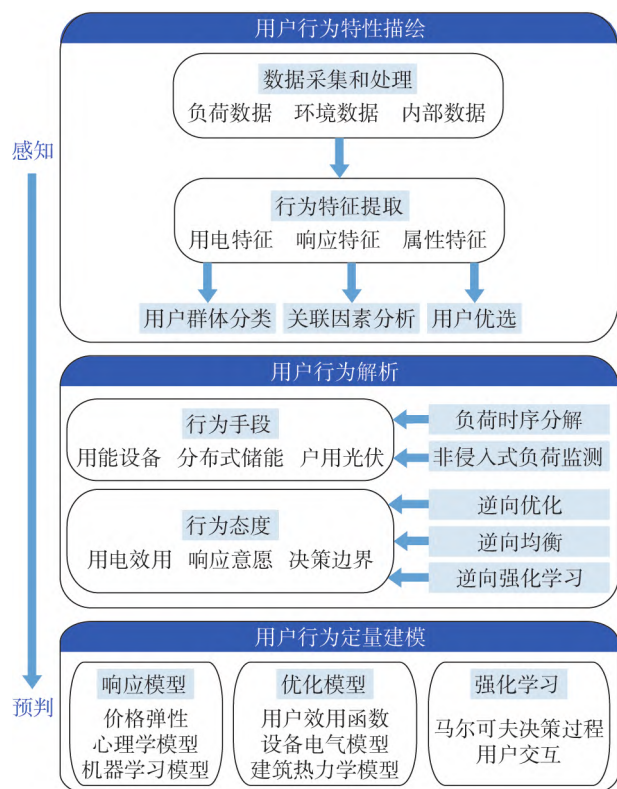 用户行为特性描绘
数据采集和处理
负荷数据 环境数据 内部数据
感知
行为特征提取
用电特征 响应特征 属性特征
用户群体分类 关联因素分析 用户优选
用户行为解析
行为手段
用能设备 分布式储能 户用光伏
负荷时序分解
非侵入式负荷监测
行为态度
用电效用 响应意愿 决策边界
逆向优化
逆向均衡
逆向强化学习
用户行为定量建模
预判
响应模型
价格弹性
心理学模型
机器学习模型
优化模型
用户效用函数
设备电气模型
建筑热力学模型
强化学习
马尔可夫决策过程
用户交互